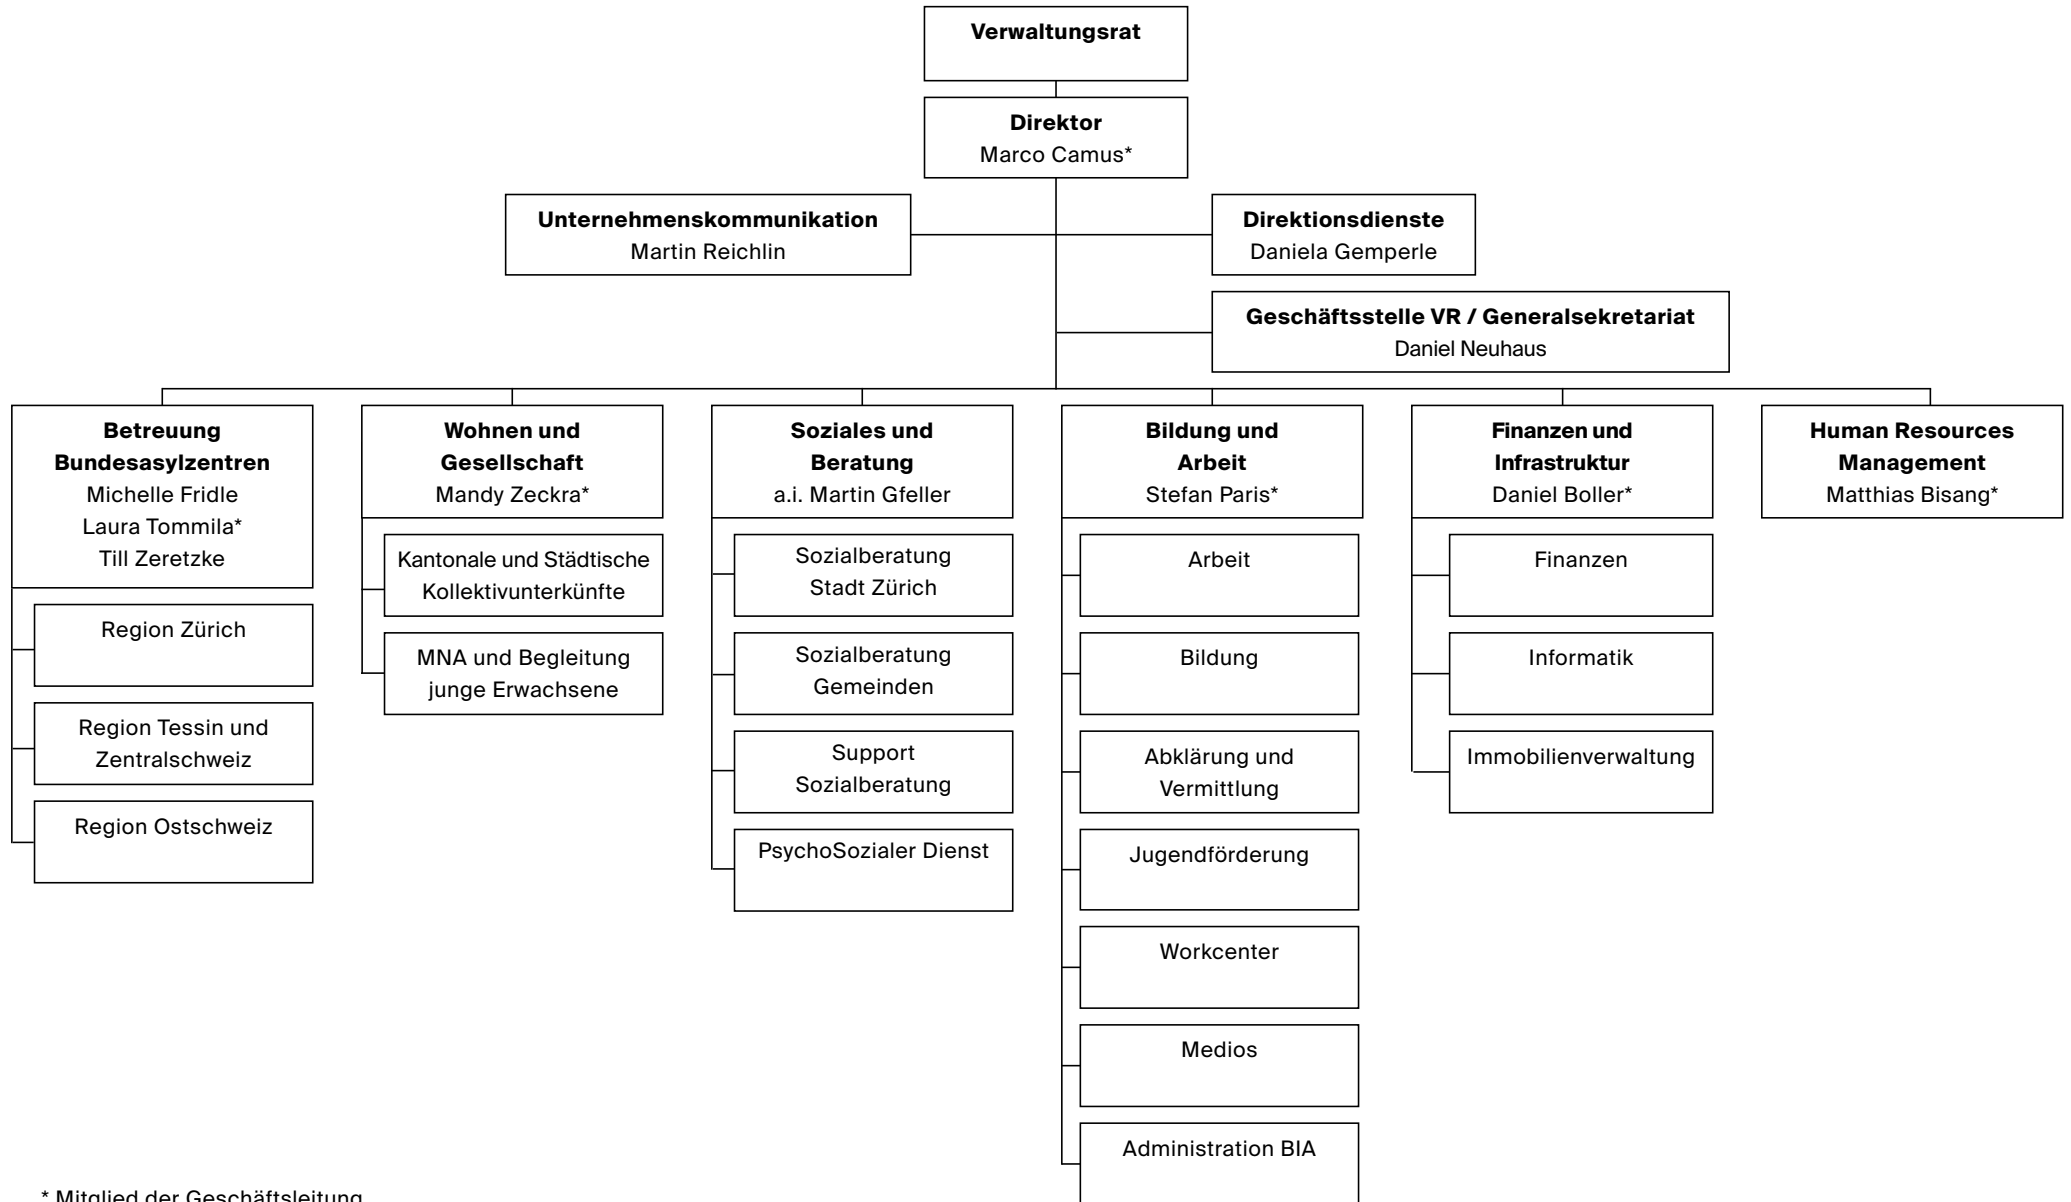 Verwaltungsrat
Direktor
Marco Camus*
Unternehmenskommunikation
Martin Reichlin
Direktionsdienste
Daniela Gemperle
Geschäftsstelle VR / Generalsekretariat
Daniel Neuhaus
Betreuung
Bundesasylzentren
Michelle Fridle
Laura Tommila*
Till Zeretzke
Region Zürich
Region Tessin und
Zentralschweiz
Region Ostschweiz
Wohnen und
Gesellschaft
Mandy Zeckra*
Kantonale und Städtische
Kollektivunterkünfte
MNA und Begleitung
junge Erwachsene
Soziales und
Beratung
a.i. Martin Gfeller
Sozialberatung
Stadt Zürich
Sozialberatung
Gemeinden
Support
Sozialberatung
PsychoSozialer Dienst
Bildung und
Arbeit
Stefan Paris*
Arbeit
Bildung
Abklärung und
Vermittlung
Jugendförderung
Workcenter
Medios
Administration BIA
Finanzen und
Infrastruktur
Daniel Boller*
Finanzen
Informatik
Immobilienverwaltung
Human Resources
Management
Matthias Bisang*
* Mitglied der Geschäftsleitung